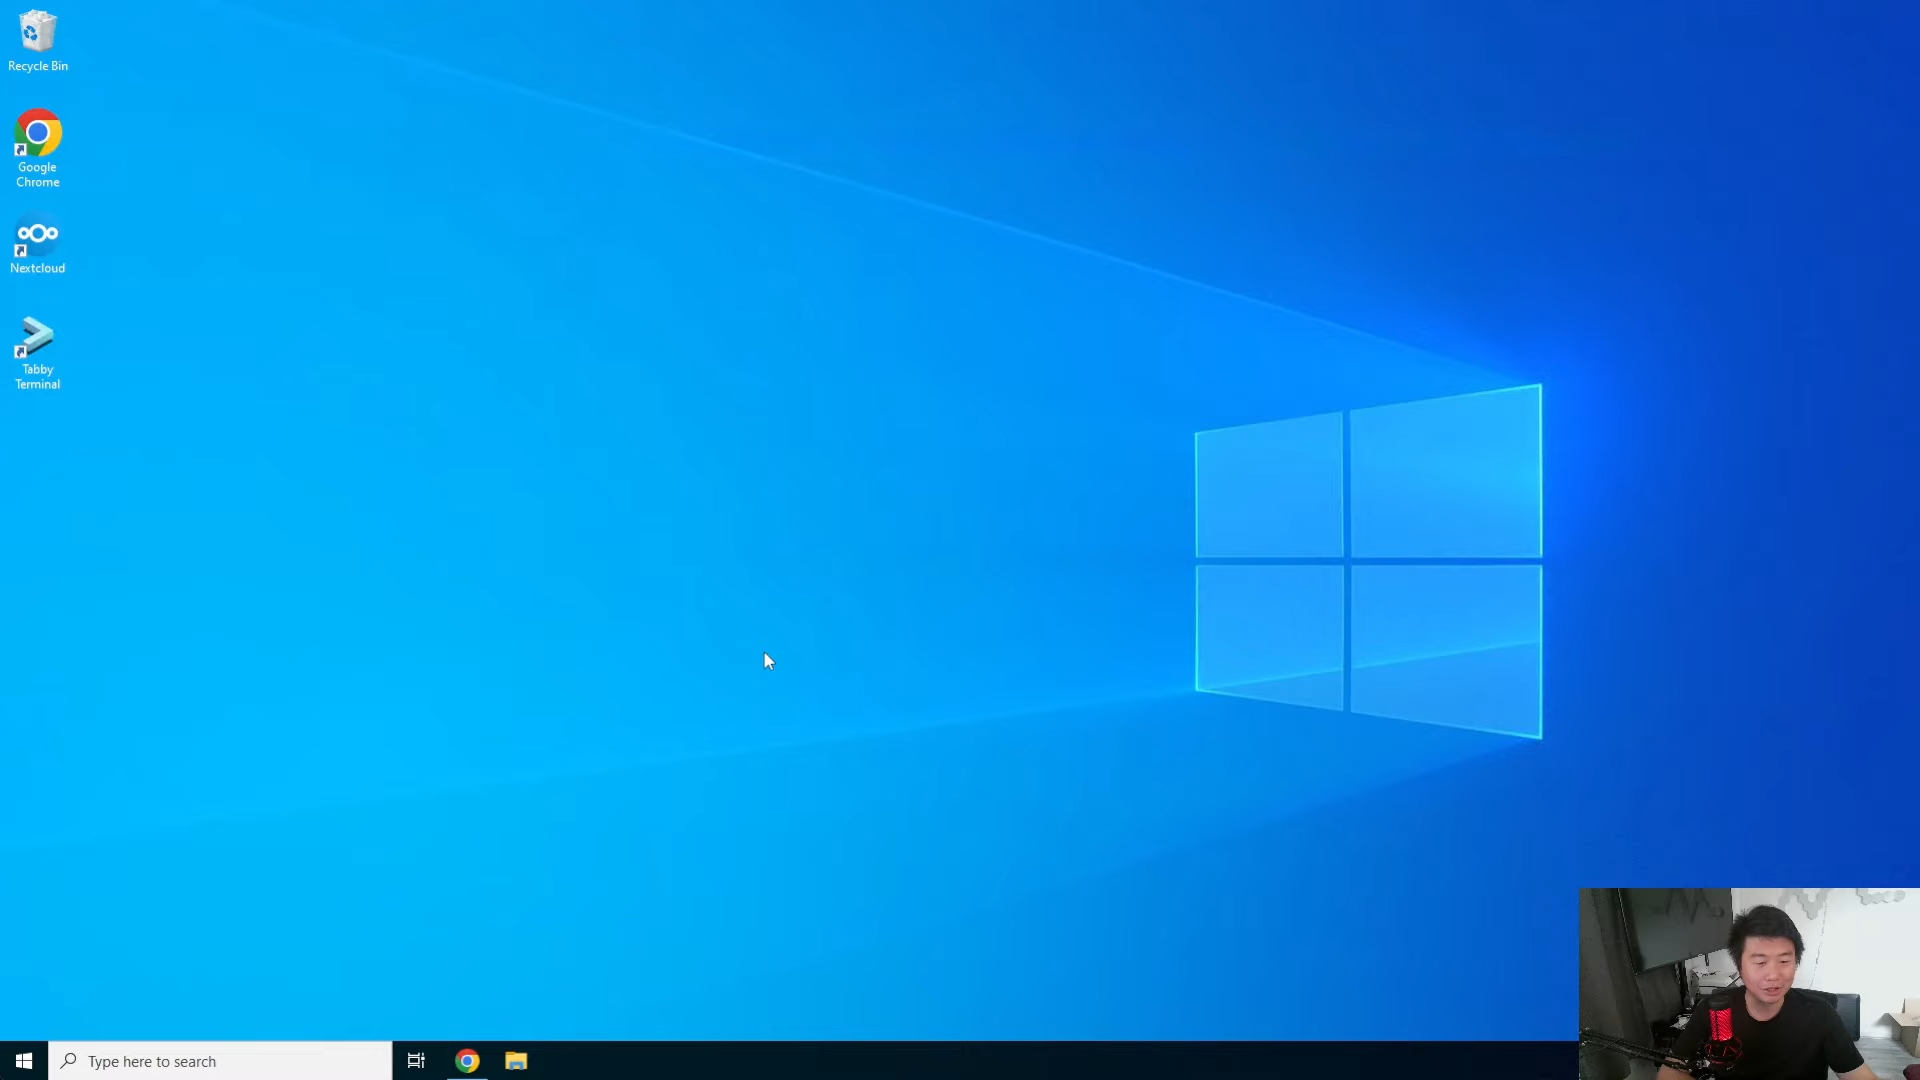 Recycle Bin
Google
Chrome
Nextcloud
Tabby
Terminal
Type here to search